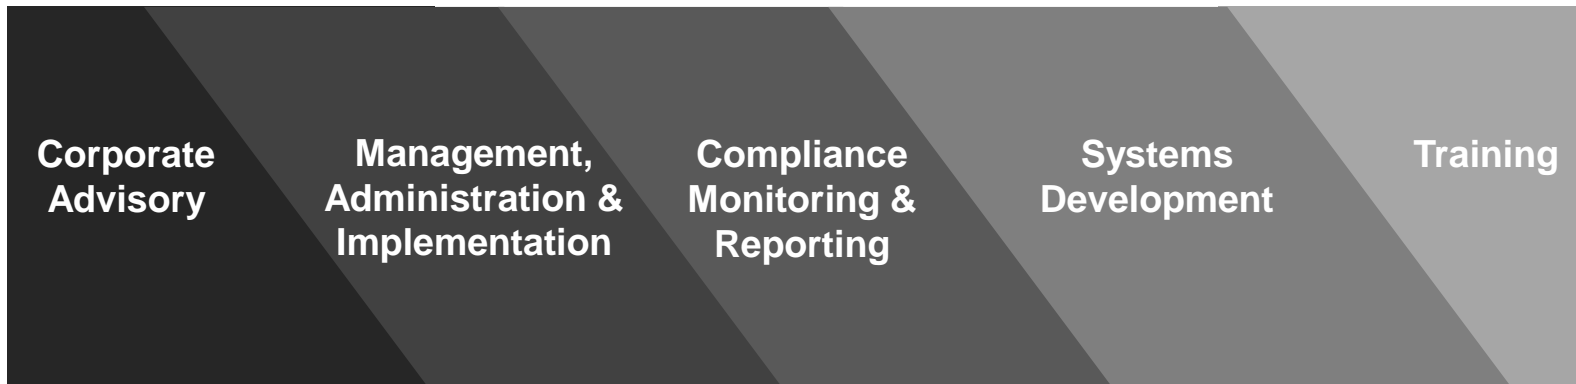 Corporate
Advisory
Management,
Administration &
Implementation
Compliance
Monitoring &
Reporting
Systems
Development
Training